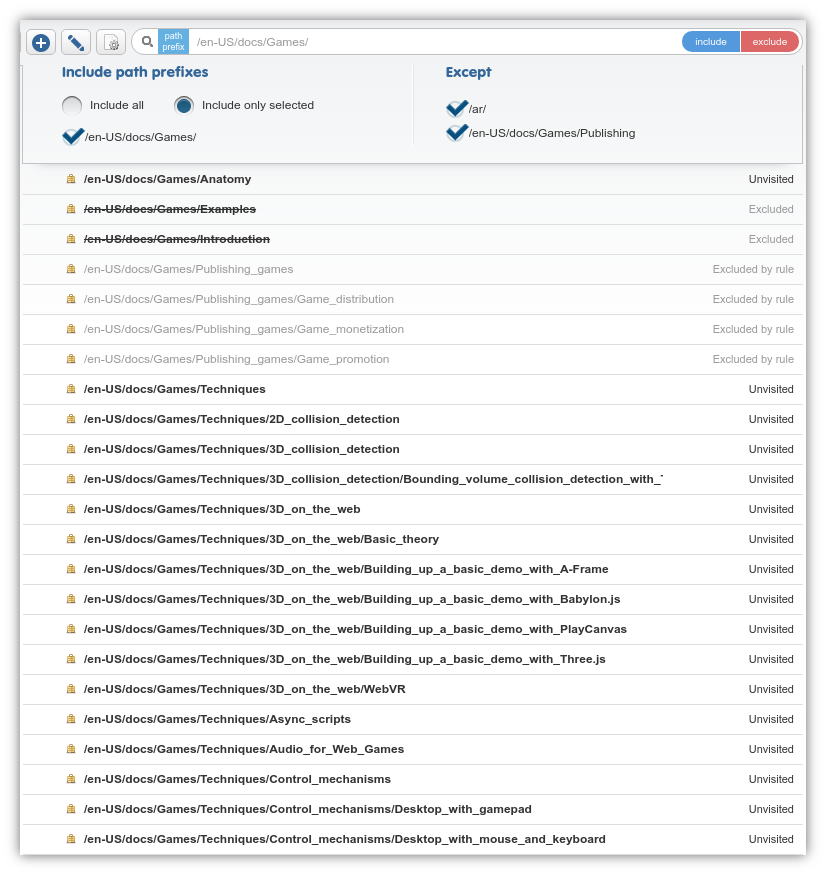 path
prefix
/en-US/docs/Games/
include
exclude
Include path prefixes
Include all
Include only selected
/en-US/docs/Games/
Except
/ar/
/en-US/docs/Games/Publishing
/en-US/docs/Games/Anatomy Unvisited
/en-US/docs/Games/Examples Excluded
/en-US/docs/Games/Introduction Excluded
/en-US/docs/Games/Publishing_games Excluded by rule
/en-US/docs/Games/Publishing_games/Game_distribution Excluded by rule
/en-US/docs/Games/Publishing_games/Game_monetization Excluded by rule
/en-US/docs/Games/Publishing_games/Game_promotion Excluded by rule
/en-US/docs/Games/Techniques Unvisited
/en-US/docs/Games/Techniques/2D_collision_detection Unvisited
/en-US/docs/Games/Techniques/3D_collision_detection Unvisited
/en-US/docs/Games/Techniques/3D_collision_detection/Bounding_volume_collision_detection_with_ Unvisited
/en-US/docs/Games/Techniques/3D_on_the_web Unvisited
/en-US/docs/Games/Techniques/3D_on_the_web/Basic_theory Unvisited
/en-US/docs/Games/Techniques/3D_on_the_web/Building_up_a_basic_demo_with_A-Frame Unvisited
/en-US/docs/Games/Techniques/3D_on_the_web/Building_up_a_basic_demo_with_Babylon.js Unvisited
/en-US/docs/Games/Techniques/3D_on_the_web/Building_up_a_basic_demo_with_PlayCanvas Unvisited
/en-US/docs/Games/Techniques/3D_on_the_web/Building_up_a_basic_demo_with_Three.js Unvisited
/en-US/docs/Games/Techniques/3D_on_the_web/WebVR Unvisited
/en-US/docs/Games/Techniques/Async_scripts Unvisited
/en-US/docs/Games/Techniques/Audio_for_Web_Games Unvisited
/en-US/docs/Games/Techniques/Control_mechanisms Unvisited
/en-US/docs/Games/Techniques/Control_mechanisms/Desktop_with_gamepad Unvisited
/en-US/docs/Games/Techniques/Control_mechanisms/Desktop_with_mouse_and_keyboard Unvisited